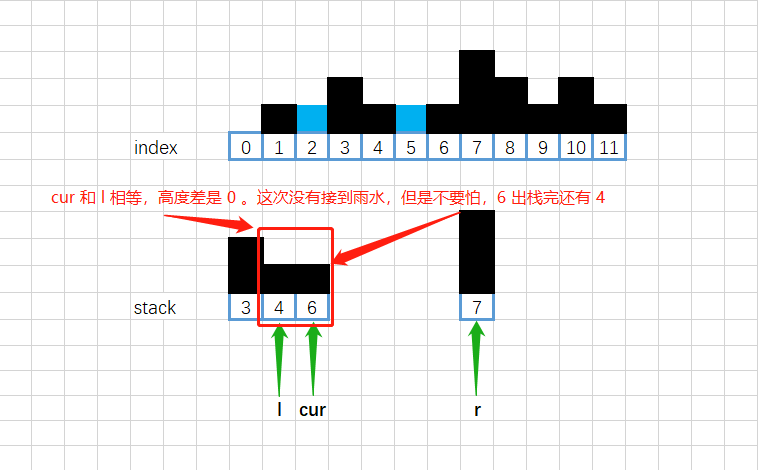 index 0 1 2 3 4 5 6 7 8 9 10 11
cur 和 l 相等，高度差是 0 。这次没有接到雨水，但是不要怕，6 出栈完还有 4
stack 3 4 6 7
l cur r